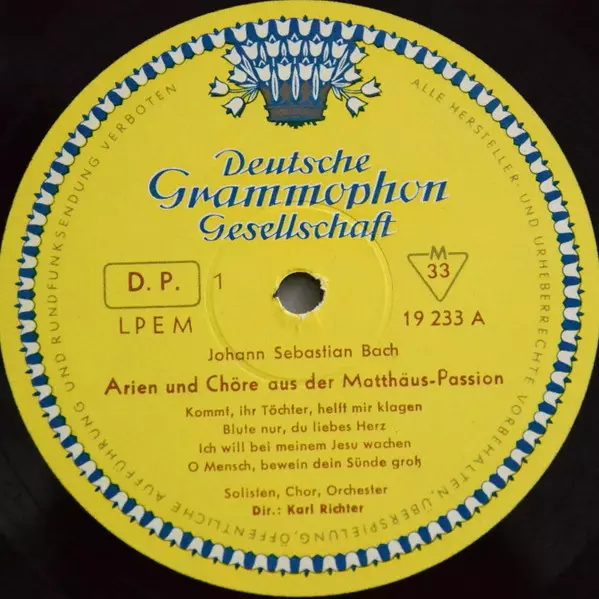 Deutsche
Grammophon
Gesellschaft
D. P. 1
LPEM
M
33
19 233 A
Johann Sebastian Bach
Arien und Chöre aus der Matthäus-Passion
Kommt, ihr Töchter, helft mir klagen
Blute nur, du liebes Herz
Ich will bei meinem Jesu wachen
O Mensch, bewein dein Sünde groß
Solisten, Chor, Orchester
Dir.: Karl Richter
ALLE HERSTELLER- UND URHEBERRECHTE VORBEHALTEN, ÜBERSPIELUNG, ÖFFENTLICHE AUFFÜHRUNG UND RUNDFUNKSENDUNG VERBOTEN